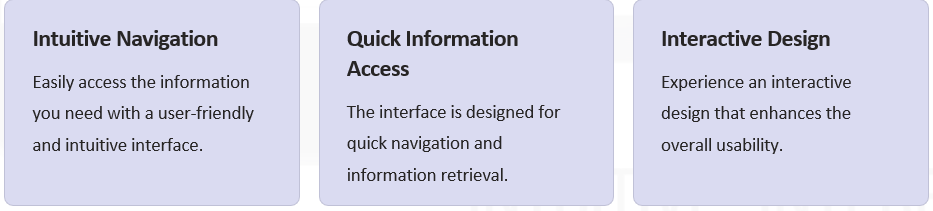 Intuitive Navigation
Easily access the information
you need with a user-friendly
and intuitive interface.
Quick Information
Access
The interface is designed for
quick navigation and
information retrieval.
Interactive Design
Experience an interactive
design that enhances the
overall usability.